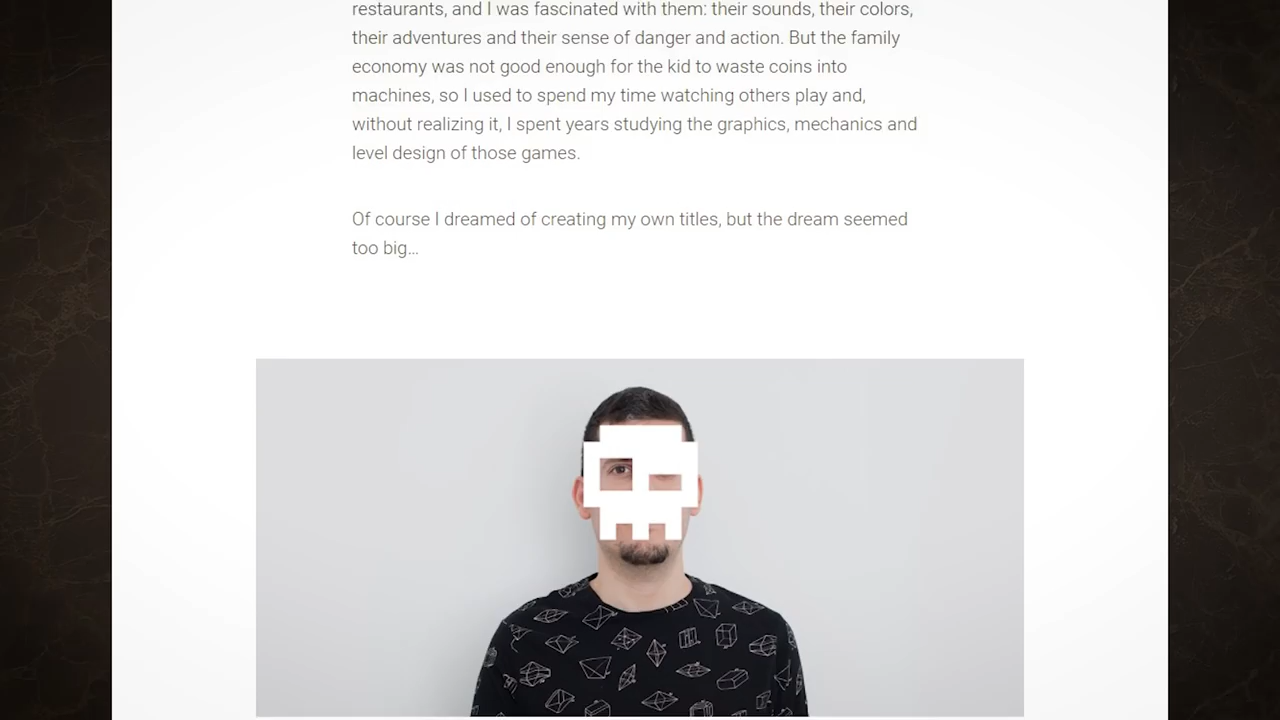 restaurants, and I was fascinated with them: their sounds, their colors,
their adventures and their sense of danger and action. But the family
economy was not good enough for the kid to waste coins into
machines, so I used to spend my time watching others play and,
without realizing it, I spent years studying the graphics, mechanics and
level design of those games.
Of course I dreamed of creating my own titles, but the dream seemed
too big…